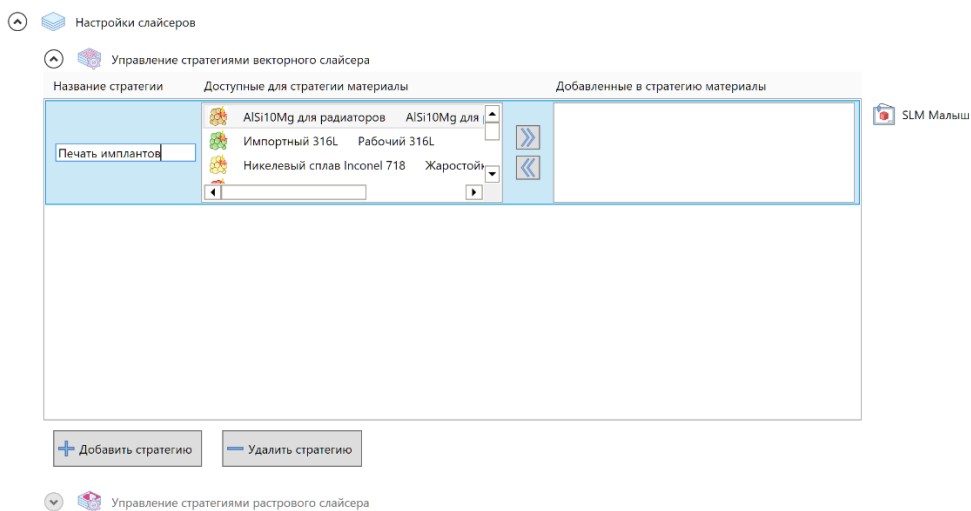 Настройки слайсеров
Управление стратегиями векторного слайсера
Название стратегии Доступные для стратегии материалы Добавленные в стратегию материалы
AlSi10Mg для радиаторов AlSi10Mg для
SLM Малыш
Импортный 316L Рабочий 316L
Печать имплантов
Никелевый сплав Inconel 718
Добавить стратегию Удалить стратегию
Управление стратегиями растрового слайсера